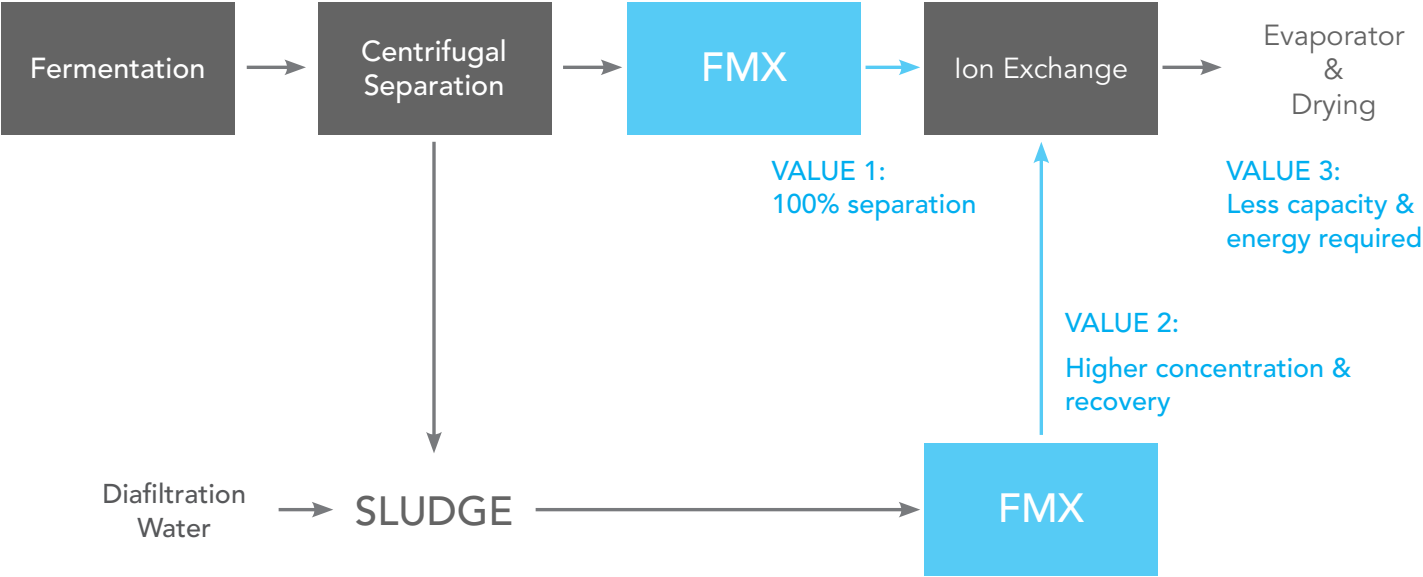 Fermentation
Centrifugal
Separation
FMX
Ion Exchange
Evaporator
&
Drying
VALUE 1:
100% separation
VALUE 3:
Less capacity &
energy required
VALUE 2:
Higher concentration &
recovery
Diafiltration
Water
SLUDGE
FMX